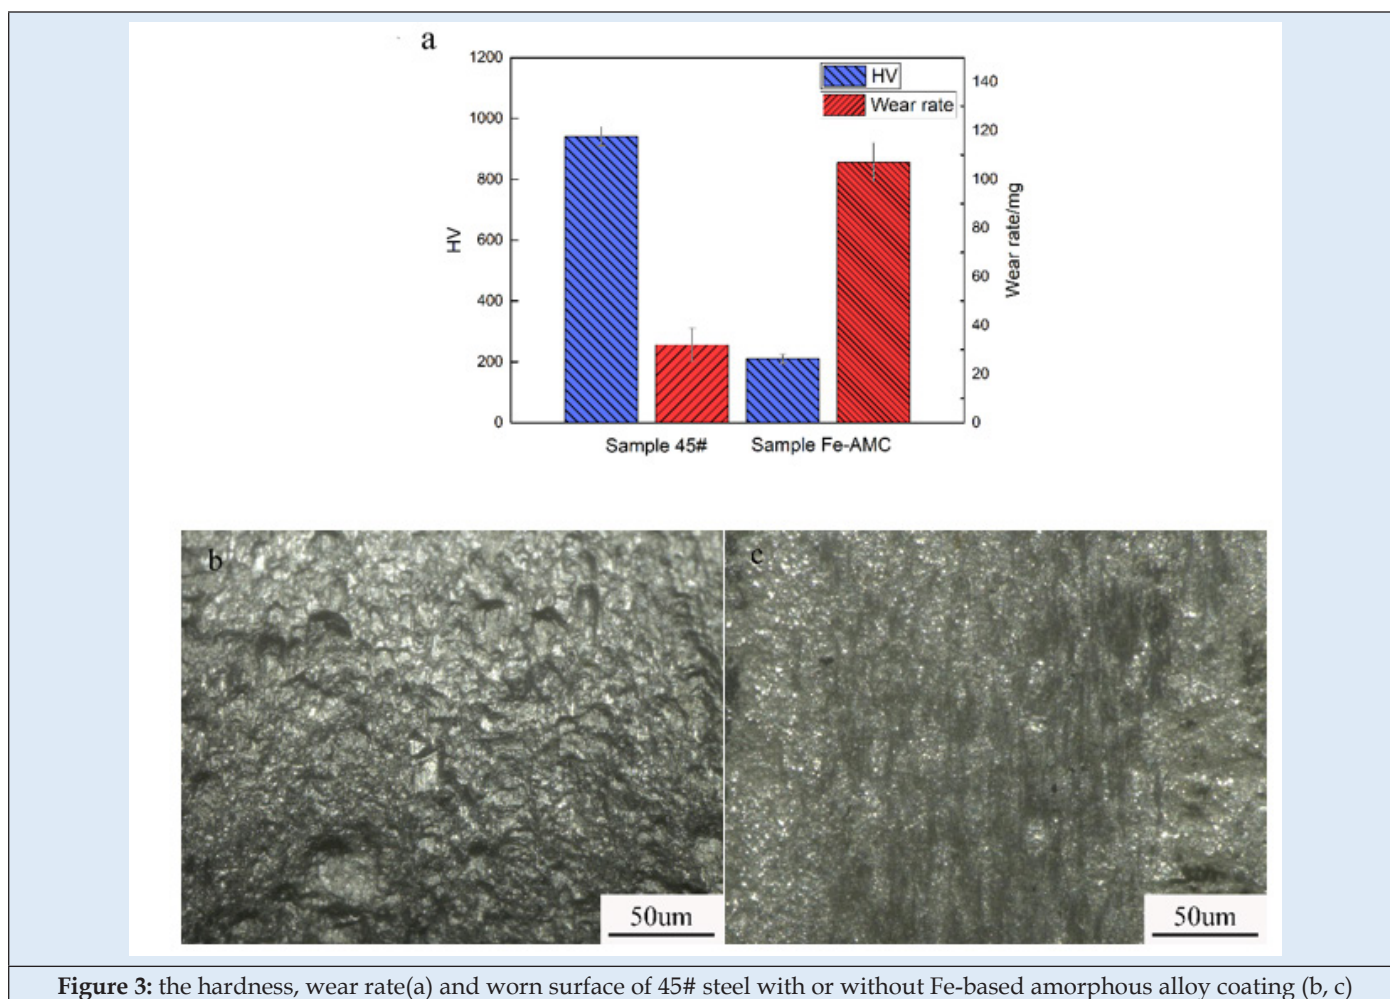 a
1200
1000
800
600
400
200
0
HV
HV
Wear rate
140
120
100
80
60
40
20
0
Wear rate/mg
Sample 45# Sample Fe-AMC
b
50um
c
50um
Figure 3: the hardness, wear rate(a) and worn surface of 45# steel with or without Fe-based amorphous alloy coating (b, c)